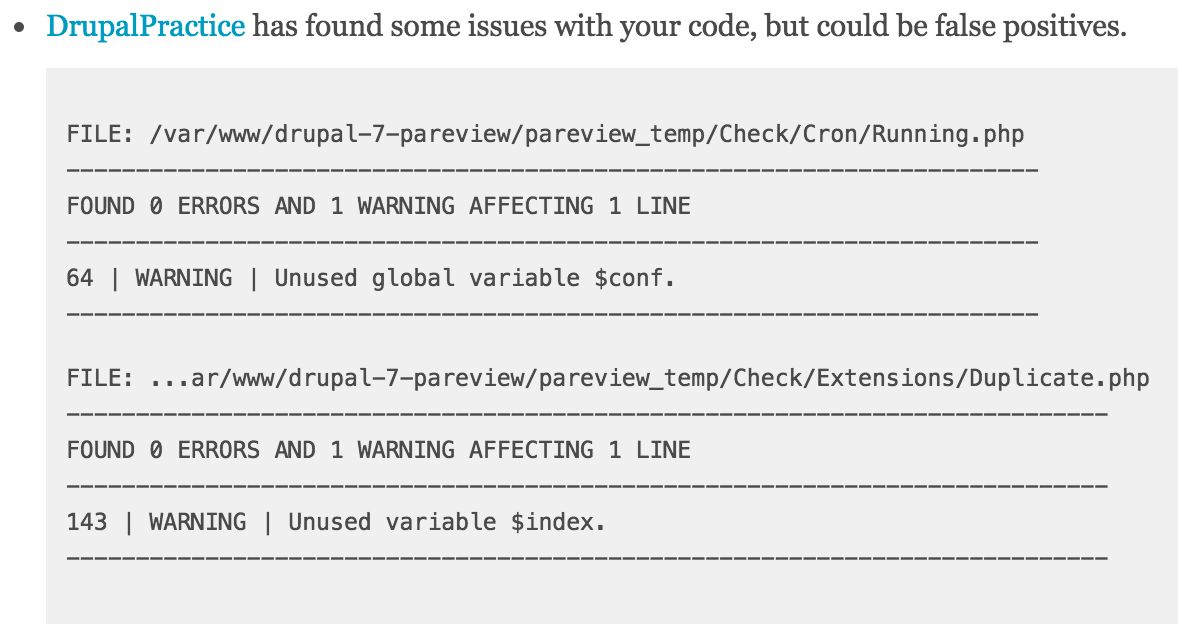 • DrupalPractice has found some issues with your code, but could be false positives.
FILE: /var/www/drupal-7-pareview/pareview_temp/Check/Cron/Running.php
----------------------------------------------------------------------
FOUND 0 ERRORS AND 1 WARNING AFFECTING 1 LINE
----------------------------------------------------------------------
64 | WARNING | Unused global variable $conf.
----------------------------------------------------------------------
FILE: ...ar/www/drupal-7-pareview/pareview_temp/Check/Extensions/Duplicate.php
---------------------------------------------------------------------------
FOUND 0 ERRORS AND 1 WARNING AFFECTING 1 LINE
---------------------------------------------------------------------------
143 | WARNING | Unused variable $index.
---------------------------------------------------------------------------